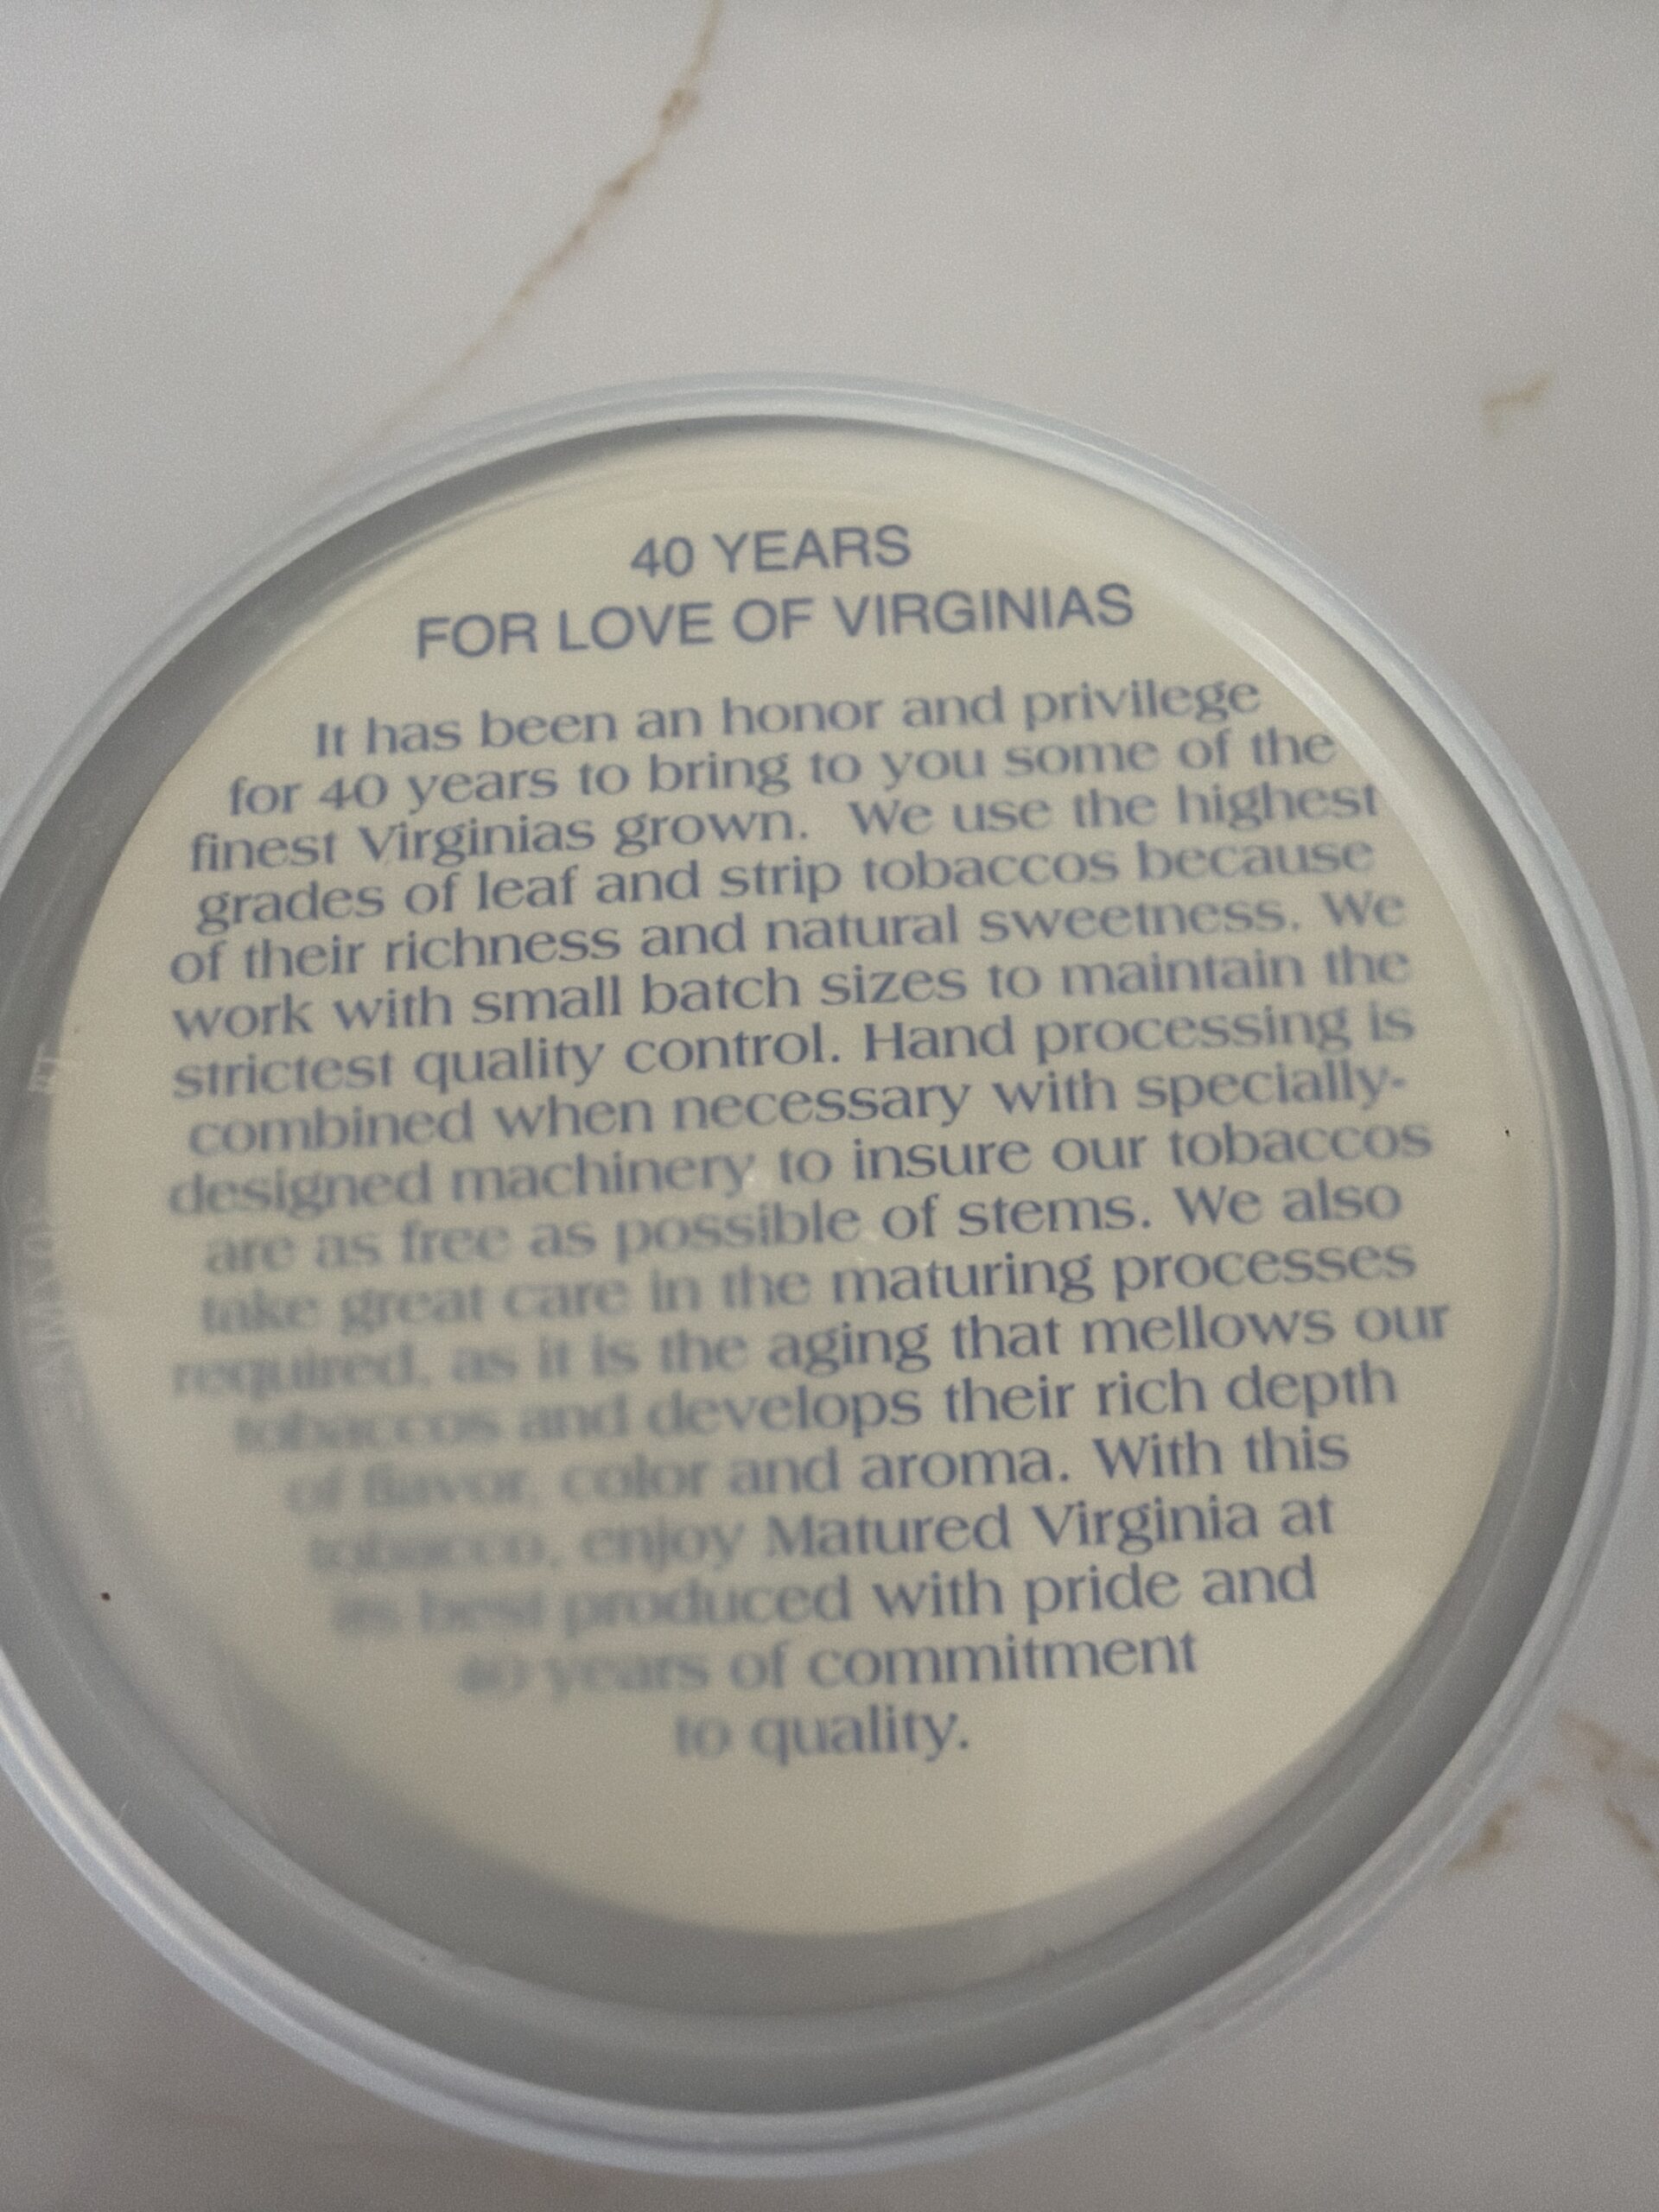 40 YEARS
FOR LOVE OF VIRGINIAS
It has been an honor and privilege
for 40 years to bring to you some of the
finest Virginias grown. We use the highest
grades of leaf and strip tobaccos because
of their richness and natural sweetness. We
work with small batch sizes to maintain the
strictest quality control. Hand processing is
combined when necessary with specially-
designed machinery to insure our tobaccos
are as free as possible of stems. We also
take great care in the maturing processes
required, as it is the aging that mellows our
tobaccos and develops their rich depth
of flavor, color and aroma. With this
tobacco, enjoy Matured Virginia at
its best produced with pride and
40 years of commitment
to quality.